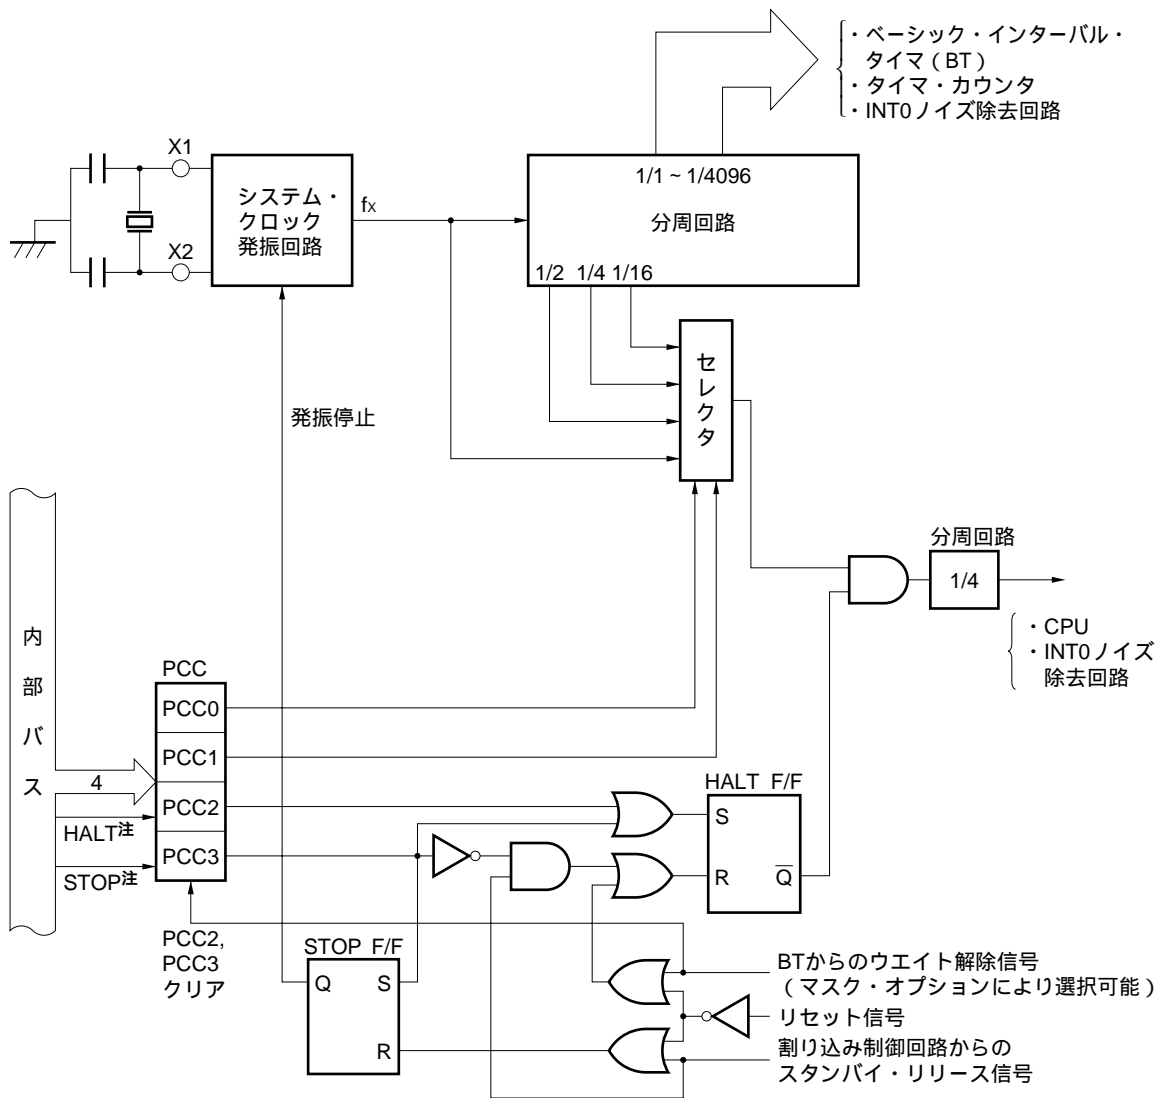 ・ベーシック・インターバル・
タイマ（BT）
・タイマ・カウンタ
・INT0ノイズ除去回路
X1
X2
システム・
クロック
発振回路
fX
1/1 ~ 1/4096
分周回路
1/2 1/4 1/16
セレクタ
発振停止
分周回路
1/4
・CPU
・INT0ノイズ
除去回路
内部バス
4
HALT注
STOP注
PCC
PCC0
PCC1
PCC2
PCC3
PCC2,
PCC3
クリア
HALT F/F
S
R
Q
STOP F/F
Q
S
R
BTからのウエイト解除信号
（マスク・オプションにより選択可能）
リセット信号
割り込み制御回路からの
スタンバイ・リリース信号